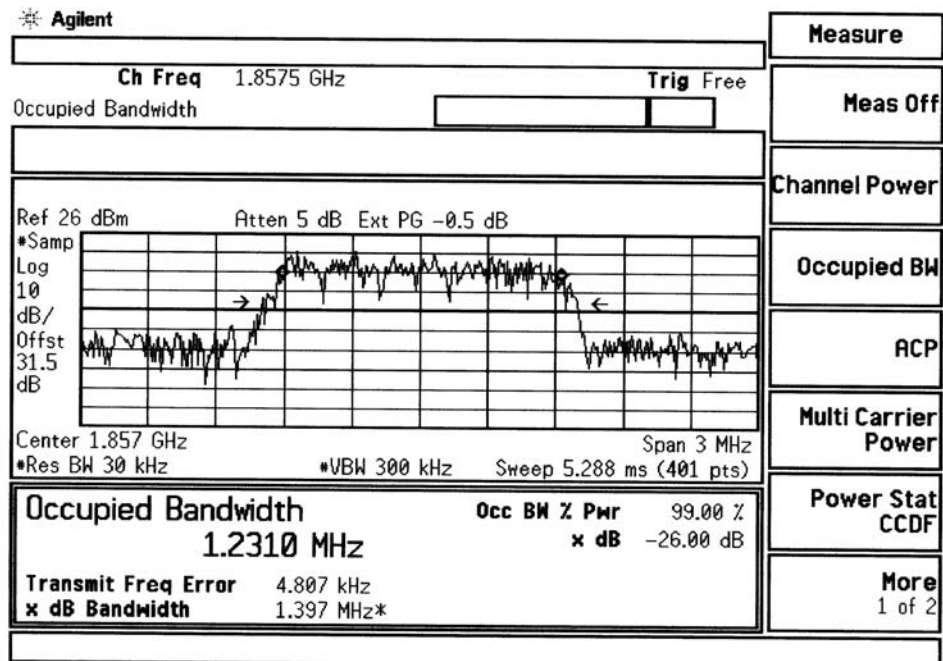 Agilent
Measure
Ch Freq 1.8575 GHz Trig Free
Occupied Bandwidth
Meas Off
Channel Power
Occupied BW
ACP
Multi Carrier
Power
Power Stat
CCDF
More
1 of 2
Ref 26 dBm Atten 5 dB Ext PG -0.5 dB
#Samp
Log
10
dB/
Offst
31.5
dB
Center 1.857 GHz Span 3 MHz
#Res BW 30 kHz #VBW 300 kHz Sweep 5.288 ms (401 pts)
Occupied Bandwidth Occ BW % Pwr 99.00 %
1.2310 MHz x dB -26.00 dB
Transmit Freq Error 4.807 kHz
x dB Bandwidth 1.397 MHz*